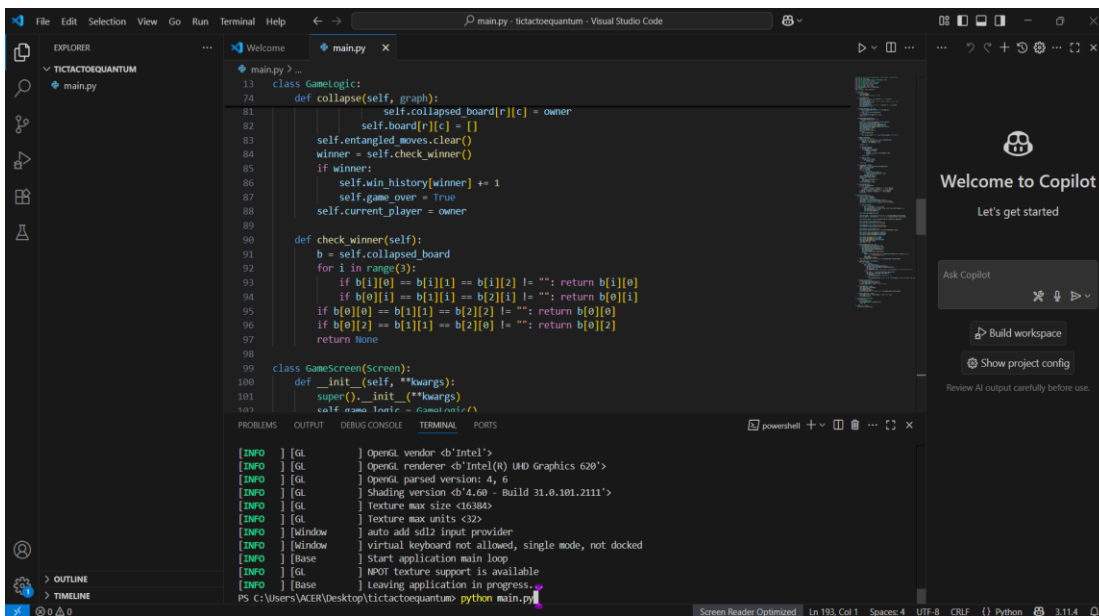 File Edit Selection View Go Run Terminal Help
main.py - tictactoequantum - Visual Studio Code
EXPLORER
TICTACTOEQUANTUM
main.py
OUTLINE
TIMELINE
Welcome
main.py
main.py > ...
13 class GameLogic:
74 def collapse(self, graph):
81 self.collapsed_board[r][c] = owner
82 self.board[r][c] = []
83 self.entangled_moves.clear()
84 winner = self.check_winner()
85 if winner:
86 self.win_history[winner] += 1
87 self.game_over = True
88 self.current_player = owner
89
90 def check_winner(self):
91 b = self.collapsed_board
92 for i in range(3):
93 if b[i][0] == b[i][1] == b[i][2] != "": return b[i][0]
94 if b[0][i] == b[1][i] == b[2][i] != "": return b[0][i]
95 if b[0][0] == b[1][1] == b[2][2] != "": return b[0][0]
96 if b[0][2] == b[1][1] == b[2][0] != "": return b[0][2]
97 return None
98
99 class GameScreen(Screen):
100 def __init__(self, **kwargs):
101 super().__init__(**kwargs)
102 self.game_logic = GameLogic()
PROBLEMS OUTPUT DEBUG CONSOLE TERMINAL PORTS
powershell
[INFO ] [GL ] OpenGL vendor <b'Intel'>
[INFO ] [GL ] OpenGL renderer <b'Intel(R) UHD Graphics 620'>
[INFO ] [GL ] OpenGL parsed version: 4, 6
[INFO ] [GL ] Shading version <b'4.60 - Build 31.0.101.2111'>
[INFO ] [GL ] Texture max size <16384>
[INFO ] [GL ] Texture max units <32>
[INFO ] [Window ] auto add sdl2 input provider
[INFO ] [Window ] virtual keyboard not allowed, single mode, not docked
[INFO ] [Base ] Start application main loop
[INFO ] [GL ] NPOT texture support is available
[INFO ] [Base ] Leaving application in progress...
PS C:\Users\ACER\Desktop\tictactoequantum> python main.py
Welcome to Copilot
Let's get started
Ask Copilot
Build workspace
Show project config
Review AI output carefully before use.
1
0 0
Screen Reader Optimized Ln 193, Col 1 Spaces: 4 UTF-8 CRLF {} Python 3.11.4